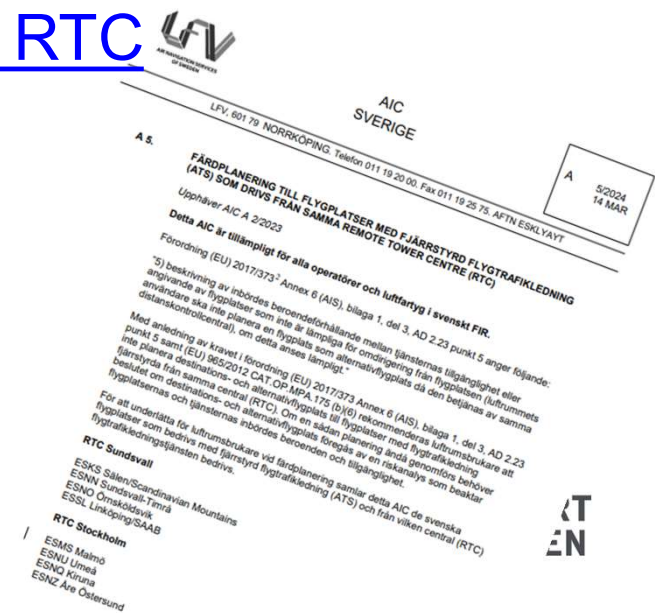 RTC
LFV
AIR NAVIGATION SERVICES
OF SWEDEN
AIC
SVERIGE
LFV, 601 79 NORRKÖPING. Telefon 011 19 20 00. Fax 011 19 25 75. AFTN ESKLYAYT
A
5/2024
14 MAR
A 5.
FÄRDPLANERING TILL FLYGPLATSER MED FJÄRRSTYRD FLYGTRAFIKLEDNING
(ATS) SOM DRIVS FRÅN SAMMA REMOTE TOWER CENTRE (RTC)
Upphäver AIC A 2/2023
Detta AIC är tillämpligt för alla operatörer och luftfartyg i svenskt FIR.
Förordning (EU) 2017/373² Annex 6 (AIS), bilaga 1, del 3, AD 2.23 punkt 5 anger följande:
"5) beskrivning av inbördes beroendeförhållande mellan tjänsternas tillgänglighet eller
angivande av flygplatser som inte är lämpliga för omdirigering från flygplatsen (luftrummets
användare ska inte planera en flygplats som alternativflygplats då den betjänas av samma
distanskontrollcentral), om detta anses lämpligt."
Med anledning av kravet i förordning (EU) 2017/373 Annex 6 (AIS), bilaga 1, del 3, AD 2.23
punkt 5 samt (EU) 965/2012 CAT.OP.MPA.175 (b)(6) rekommenderas luftrumsbrukare att
inte planera destinations- och alternativflygplats till flygplatser med flygtrafikledning
fjärrstyrda från samma central (RTC). Om en sådan planering ändå genomförs behöver
beslutet om destinations- och alternativflygplats föregås av en riskanalys som beaktar
flygplatsernas och tjänsternas inbördes beroenden och tillgänglighet.
För att underlätta för luftrumsbrukare vid färdplanering samlar detta AIC de svenska
flygplatser som bedrivs med fjärrstyrd flygtrafikledning (ATS) och från vilken central (RTC)
flygtrafikledningstjänsten bedrivs.
RTC Sundsvall
ESKS Sälen/Scandinavian Mountains
ESNN Sundsvall-Timrå
ESNO Örnsköldsvik
ESSL Linköping/SAAB
RTC Stockholm
ESMS Malmö
ESNU Umeå
ESNQ Kiruna
ESNZ Åre Östersund